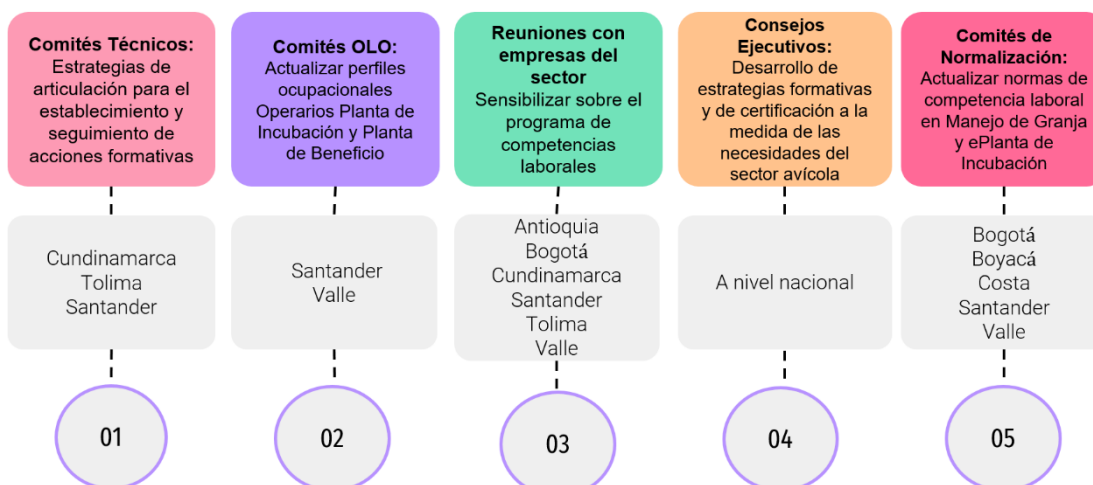 Comités Técnicos:
Estrategias de
articulación para el
establecimiento y
seguimiento de
acciones formativas
Cundinamarca
Tolima
Santander
01
Comités OLO:
Actualizar perfiles
ocupacionales
Operarios Planta de
Incubación y Planta
de Beneficio
Santander
Valle
02
Reuniones con
empresas del
sector
Sensibilizar sobre el
programa de
competencias
laborales
Antioquia
Bogotá
Cundinamarca
Santander
Tolima
Valle
03
Consejos
Ejecutivos:
Desarrollo de
estrategias formativas
y de certificación a la
medida de las
necesidades del
sector avícola
A nivel nacional
04
Comités de
Normalización:
Actualizar normas de
competencia laboral
en Manejo de Granja
y ePlanta de
Incubación
Bogotá
Boyacá
Costa
Santander
Valle
05